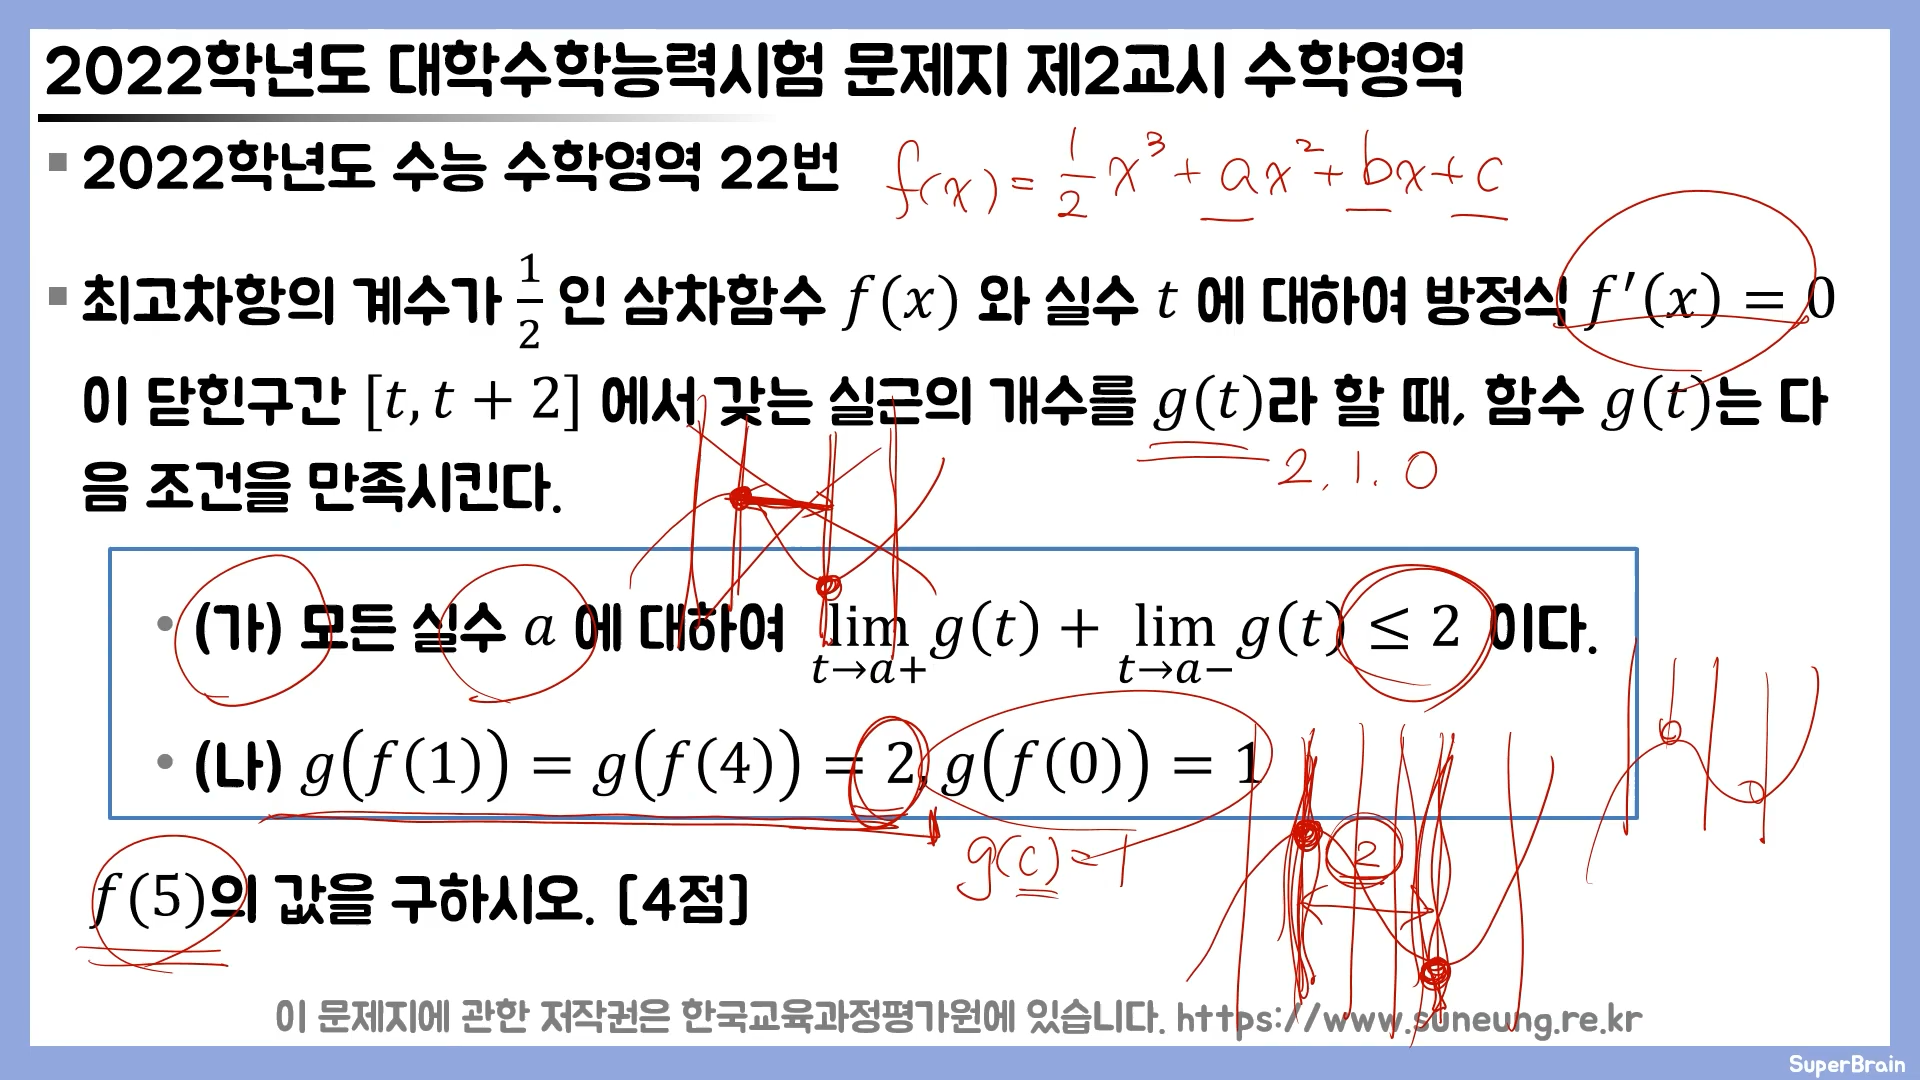 2022학년도 대학수학능력시험 문제지 제2교시 수학영역
▪ 2022학년도 수능 수학영역 22번
f(x) = 1/2 x³ + ax² + bx + c
▪ 최고차항의 계수가 1/2 인 삼차함수 f(x) 와 실수 t 에 대하여 방정식 f′(x) = 0
이 닫힌구간 [t, t + 2] 에서 갖는 실근의 개수를 g(t)라 할 때, 함수 g(t)는 다
2, 1. 0
음 조건을 만족시킨다.
• (가) 모든 실수 a 에 대하여 lim t→a+ g(t) + lim t→a− g(t) ≤ 2 이다.
• (나) g(f(1)) = g(f(4)) = 2, g(f(0)) = 1
g(c) = 1
2
f(5)의 값을 구하시오. [4점]
이 문제지에 관한 저작권은 한국교육과정평가원에 있습니다. https://www.suneung.re.kr
SuperBrain